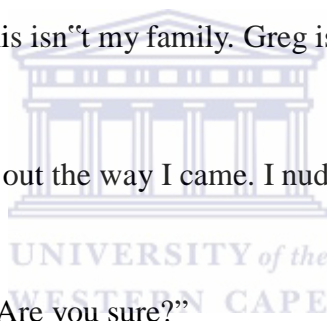 is isn‟t my family. Greg is
out the way I came. I nud
UNIVERSITY of the
Are you sure?”
WESTERN CAPE